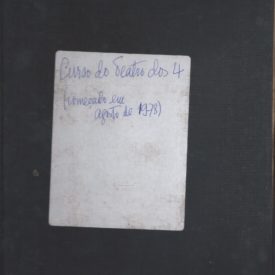 Curso do Teatro dos 4
(começado em
agosto de 1978)